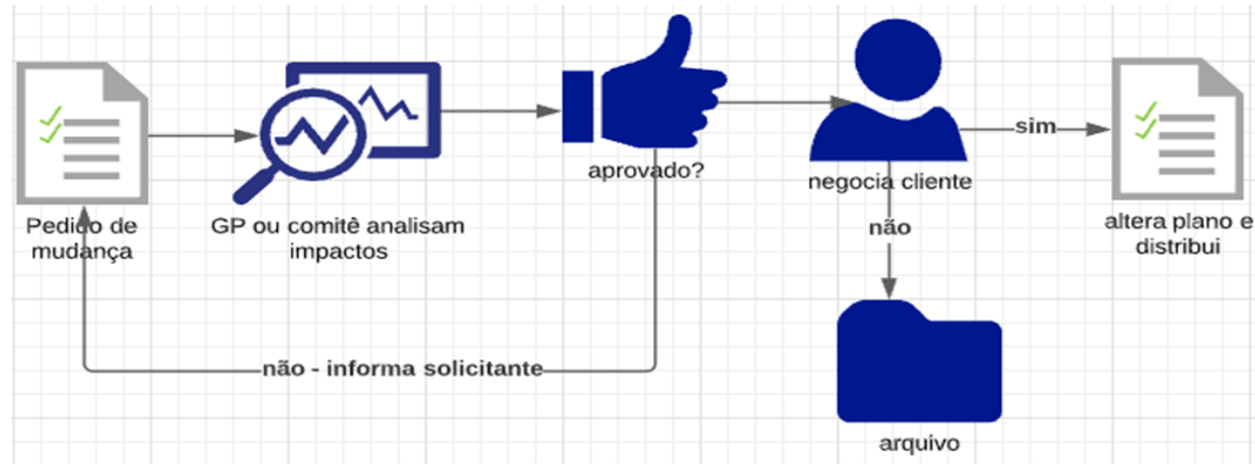 Pedido de
mudança
GP ou comitê analisam
impactos
aprovado?
negocia cliente
sim
altera plano e
distribui
não
não - informa solicitante
arquivo